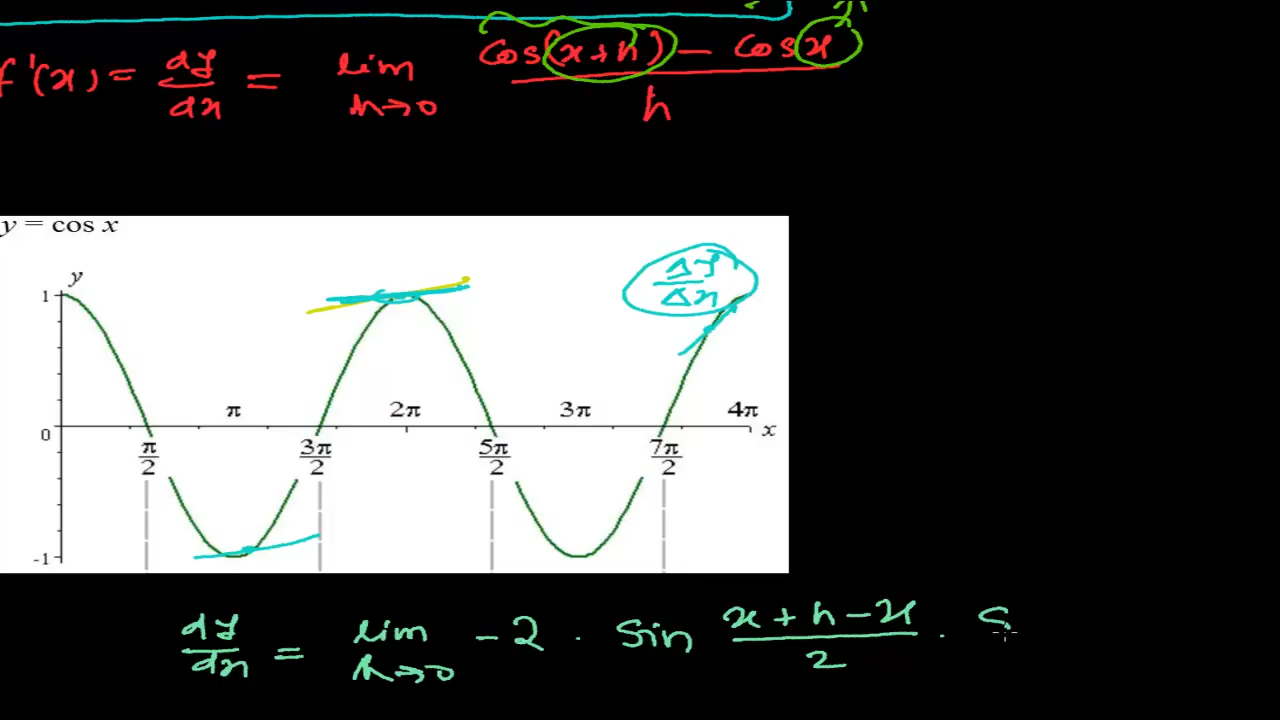 f'(x) = dy/dx = lim h→0 (cos(x+h) − cos x)/h
y = cos x
y
Δy/Δx
1
π 2π 3π 4π
0 x
π/2 3π/2 5π/2 7π/2
-1
dy/dx = lim h→0 −2 · sin (x+h−x)/2 · S